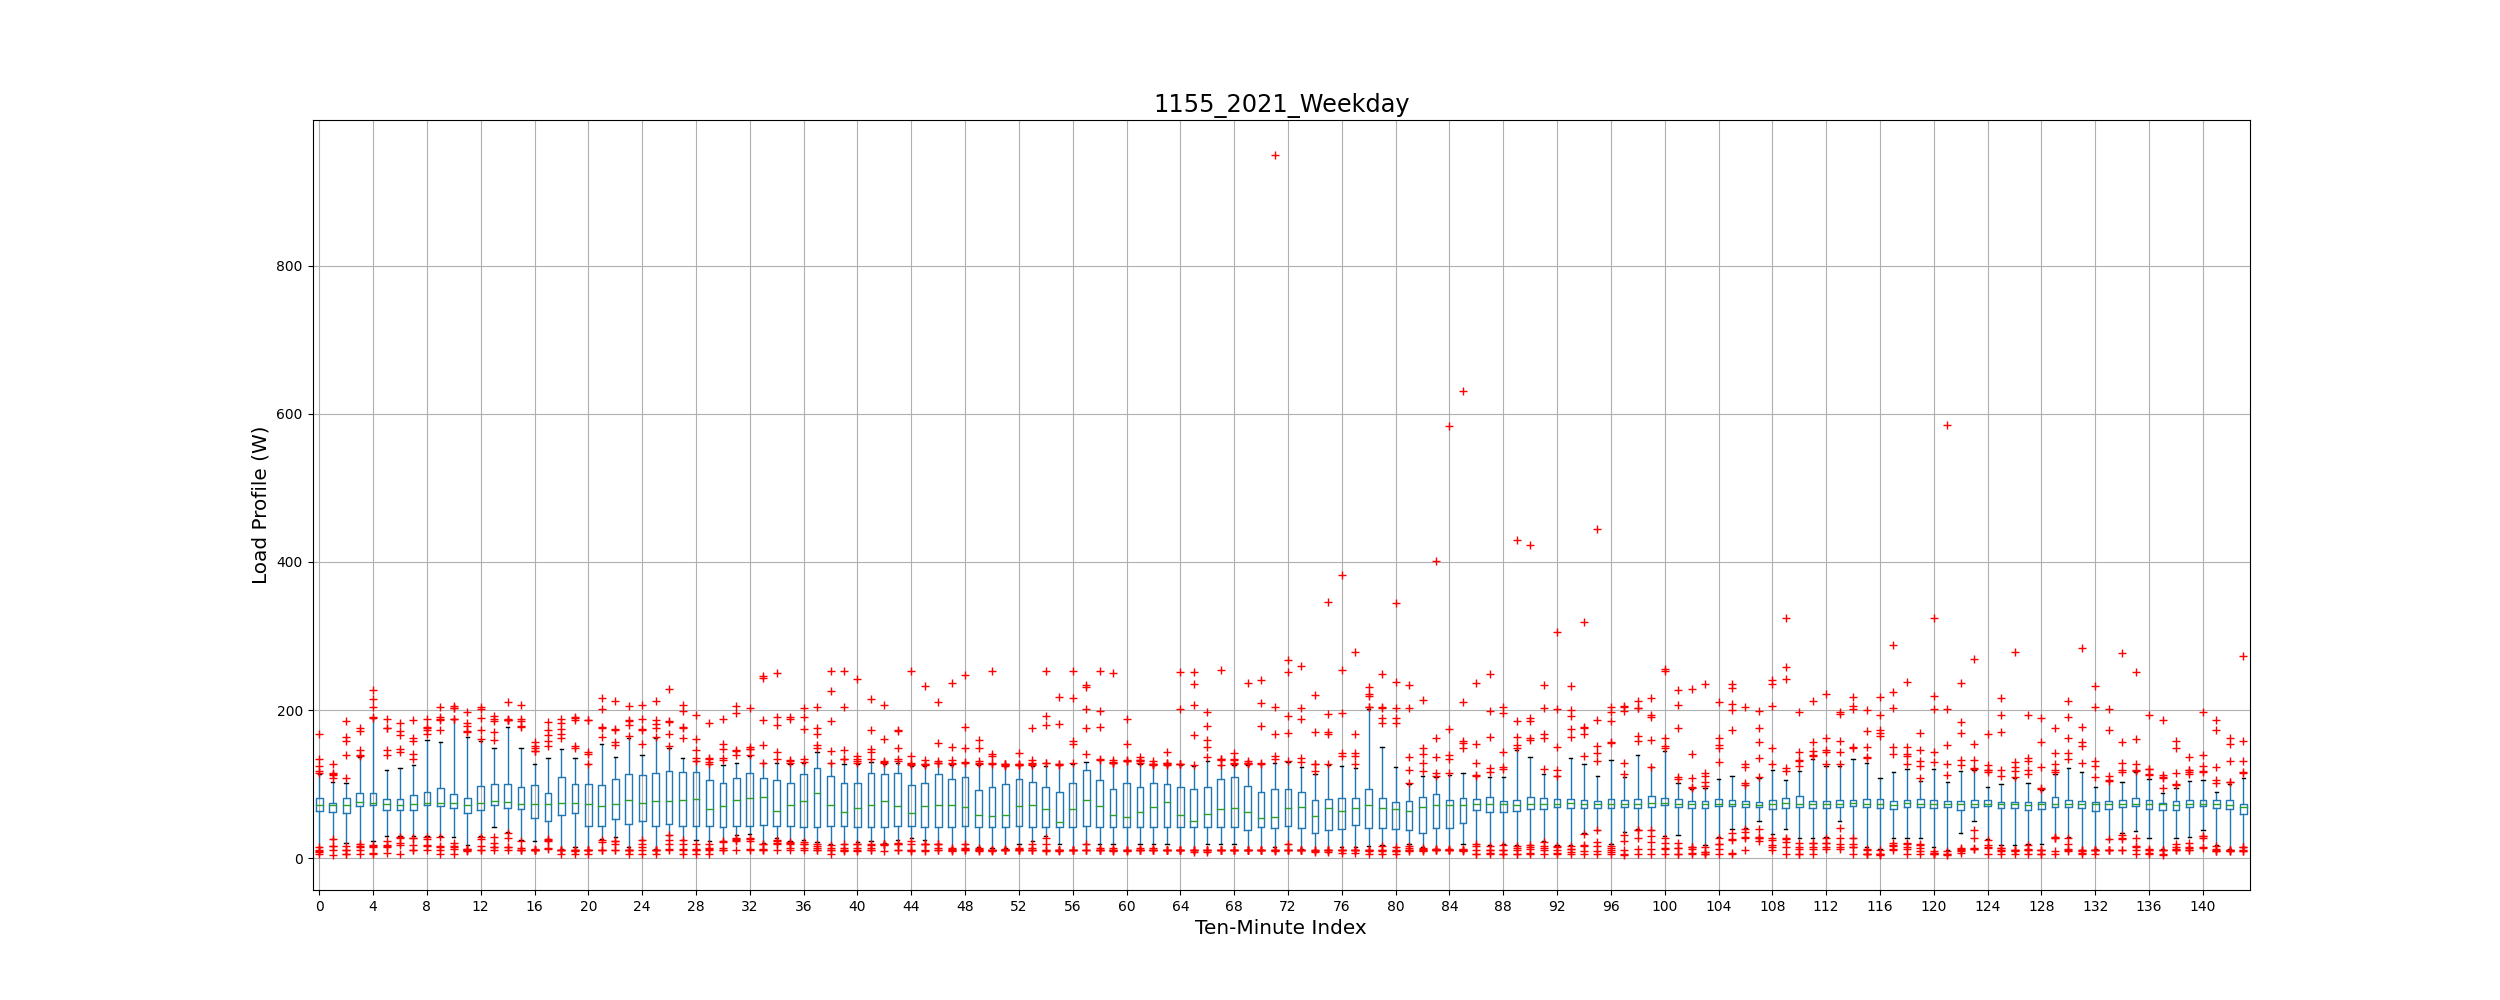 1155_2021_Weekday
Load Profile (W)
800
600
400
200
0
0 4 8 12 16 20 24 28 32 36 40 44 48 52 56 60 64 68 72 76 80 84 88 92 96 100 104 108 112 116 120 124 128 132 136 140
Ten-Minute Index